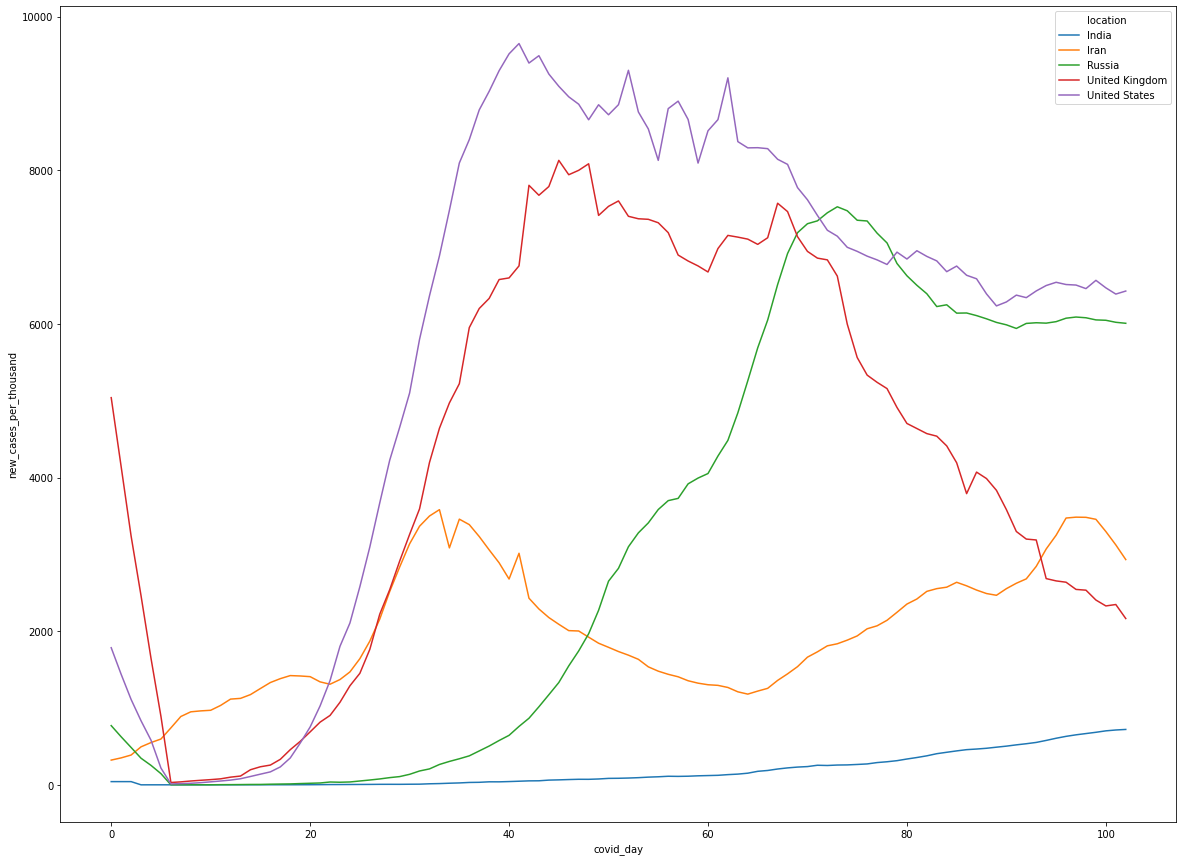 10000
8000
6000
4000
2000
0
new_cases_per_thousand
0 20 40 60 80 100
covid_day
location
India
Iran
Russia
United Kingdom
United States